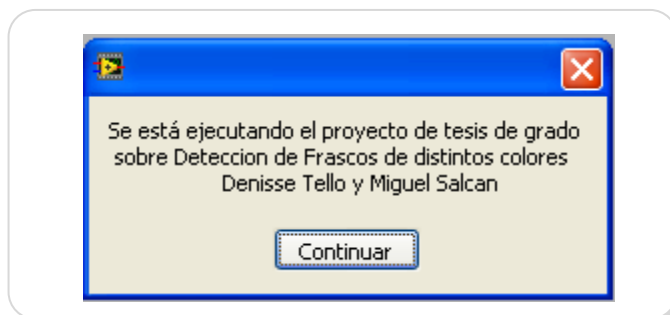 Se está ejecutando el proyecto de tesis de grado
sobre Deteccion de Frascos de distintos colores
Denisse Tello y Miguel Salcan
Continuar